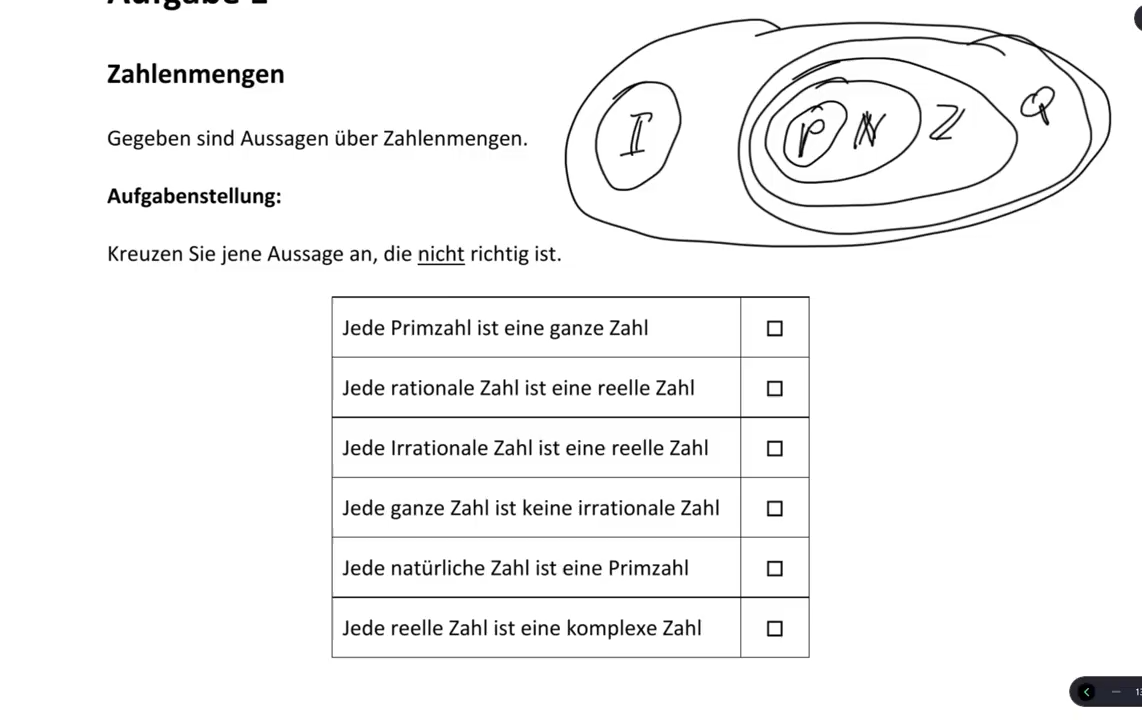 Aufgabe 2
Zahlenmengen
Gegeben sind Aussagen über Zahlenmengen.
Aufgabenstellung:
Kreuzen Sie jene Aussage an, die nicht richtig ist.
I P N Z Q
Jede Primzahl ist eine ganze Zahl
Jede rationale Zahl ist eine reelle Zahl
Jede Irrationale Zahl ist eine reelle Zahl
Jede ganze Zahl ist keine irrationale Zahl
Jede natürliche Zahl ist eine Primzahl
Jede reelle Zahl ist eine komplexe Zahl